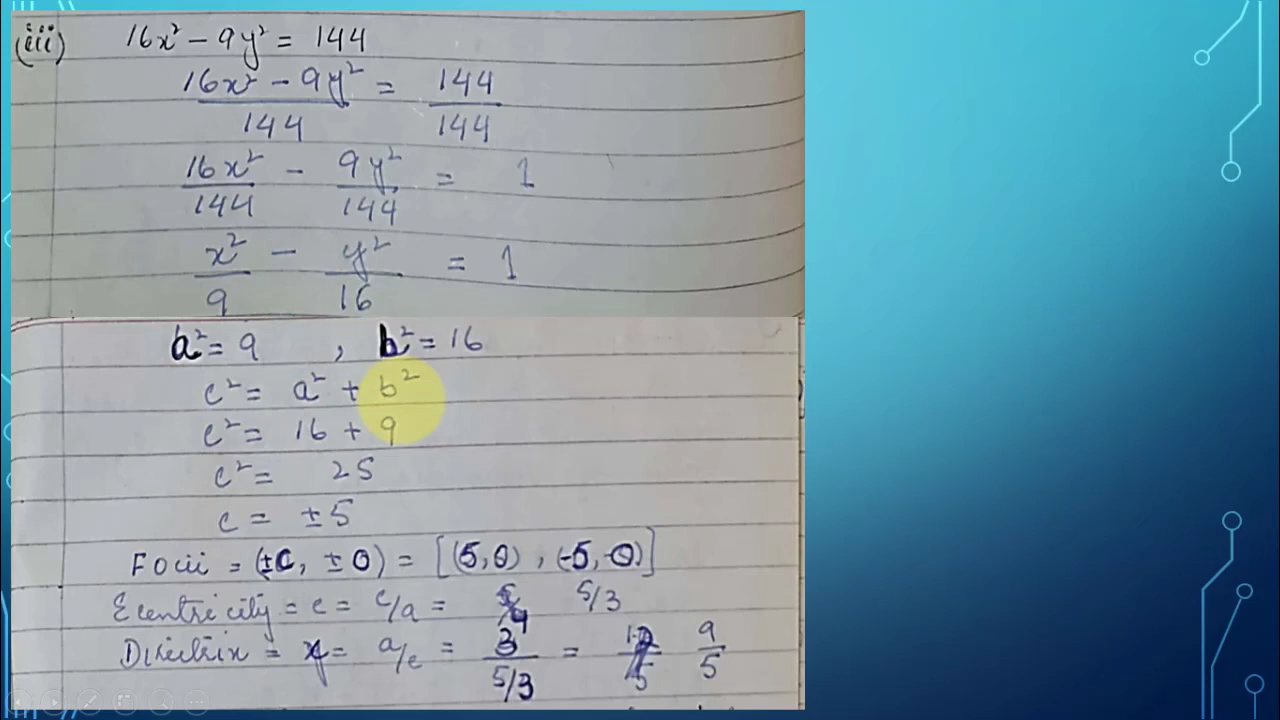 (iii) 16x² - 9y² = 144
16x² - 9y² / 144 = 144 / 144
16x² / 144 - 9y² / 144 = 1
x² / 9 - y² / 16 = 1
a² = 9 , b² = 16
c² = a² + b²
c² = 16 + 9
c² = 25
c = ±5
Focii = (±c, ±0) = [(5,0) , (-5,-0)]
Ecentricity = e = c/a = 5/3
Directrix = x = a/e = 3 / 5/3 = 9 / 5